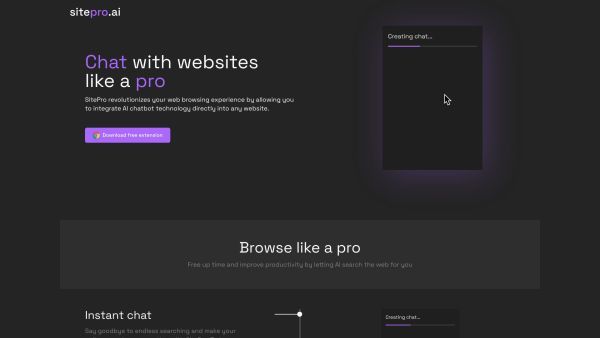 sitepro.ai
Creating chat...
Chat with websites
like a pro
SitePro revolutionizes your web browsing experience by allowing you
to integrate AI chatbot technology directly into any website.
Download free extension
Browse like a pro
Free up time and improve productivity by letting AI search the web for you
Instant chat
Creating chat...
Say goodbye to endless searching and make your